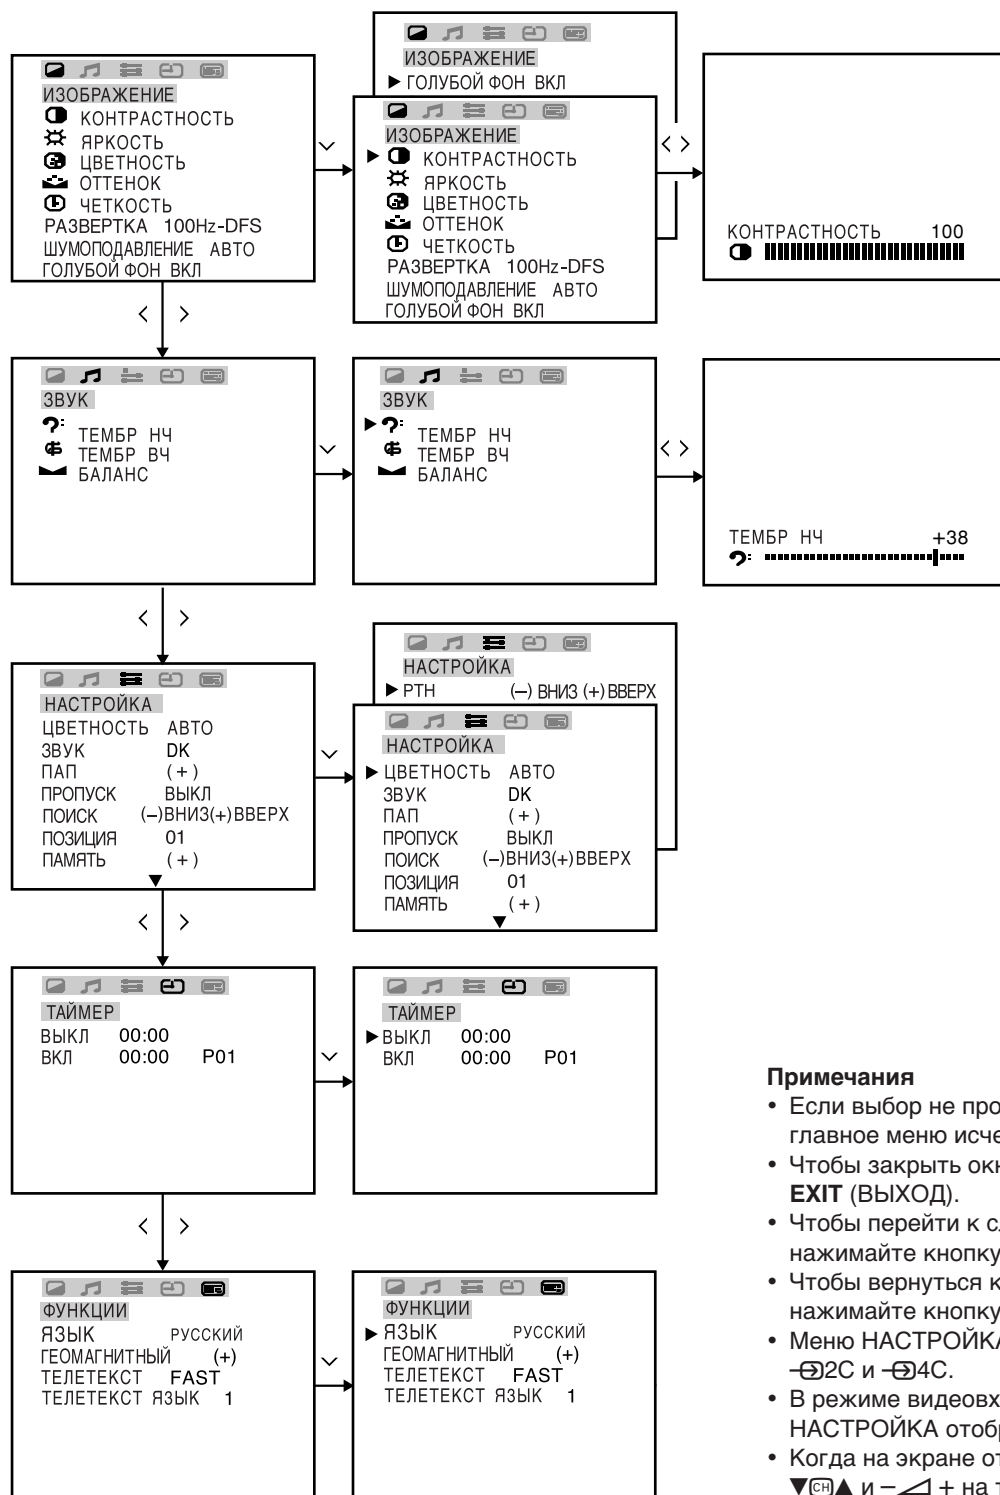 ИЗОБРАЖЕНИЕ
КОНТРАСТНОСТЬ
ЯРКОСТЬ
ЦВЕТНОСТЬ
ОТТЕНОК
ЧЕТКОСТЬ
РАЗВЕРТКА 100Hz-DFS
ШУМОПОДАВЛЕНИЕ АВТО
ГОЛУБОЙ ФОН ВКЛ
ИЗОБРАЖЕНИЕ
ГОЛУБОЙ ФОН ВКЛ
ИЗОБРАЖЕНИЕ
КОНТРАСТНОСТЬ
ЯРКОСТЬ
ЦВЕТНОСТЬ
ОТТЕНОК
ЧЕТКОСТЬ
РАЗВЕРТКА 100Hz-DFS
ШУМОПОДАВЛЕНИЕ АВТО
ГОЛУБОЙ ФОН ВКЛ
КОНТРАСТНОСТЬ 100
ЗВУК
ТЕМБР НЧ
ТЕМБР ВЧ
БАЛАНС
ЗВУК
ТЕМБР НЧ
ТЕМБР ВЧ
БАЛАНС
ТЕМБР НЧ +38
НАСТРОЙКА
ЦВЕТНОСТЬ АВТО
ЗВУК DK
ПАП (+)
ПРОПУСК ВЫКЛ
ПОИСК (–)ВНИЗ(+)ВВЕРХ
ПОЗИЦИЯ 01
ПАМЯТЬ (+)
НАСТРОЙКА
РТН (–) ВНИЗ (+) ВВЕРХ
НАСТРОЙКА
ЦВЕТНОСТЬ АВТО
ЗВУК DK
ПАП (+)
ПРОПУСК ВЫКЛ
ПОИСК (–)ВНИЗ(+)ВВЕРХ
ПОЗИЦИЯ 01
ПАМЯТЬ (+)
ТАЙМЕР
ВЫКЛ 00:00
ВКЛ 00:00 P01
ТАЙМЕР
ВЫКЛ 00:00
ВКЛ 00:00 P01
ФУНКЦИИ
ЯЗЫК РУССКИЙ
ГЕОМАГНИТНЫЙ (+)
ТЕЛЕТЕКСТ FAST
ТЕЛЕТЕКСТ ЯЗЫК 1
ФУНКЦИИ
ЯЗЫК РУССКИЙ
ГЕОМАГНИТНЫЙ (+)
ТЕЛЕТЕКСТ FAST
ТЕЛЕТЕКСТ ЯЗЫК 1
Примечания
• Если выбор не про
главное меню исче
• Чтобы закрыть ок
EXIT (ВЫХОД).
• Чтобы перейти к с
нажимайте кнопку
• Чтобы вернуться к
нажимайте кнопку
• Меню НАСТРОЙКА
2C и 4C.
• В режиме видеовх
НАСТРОЙКА отобр
• Когда на экране от
▼CH▲ и – + на т